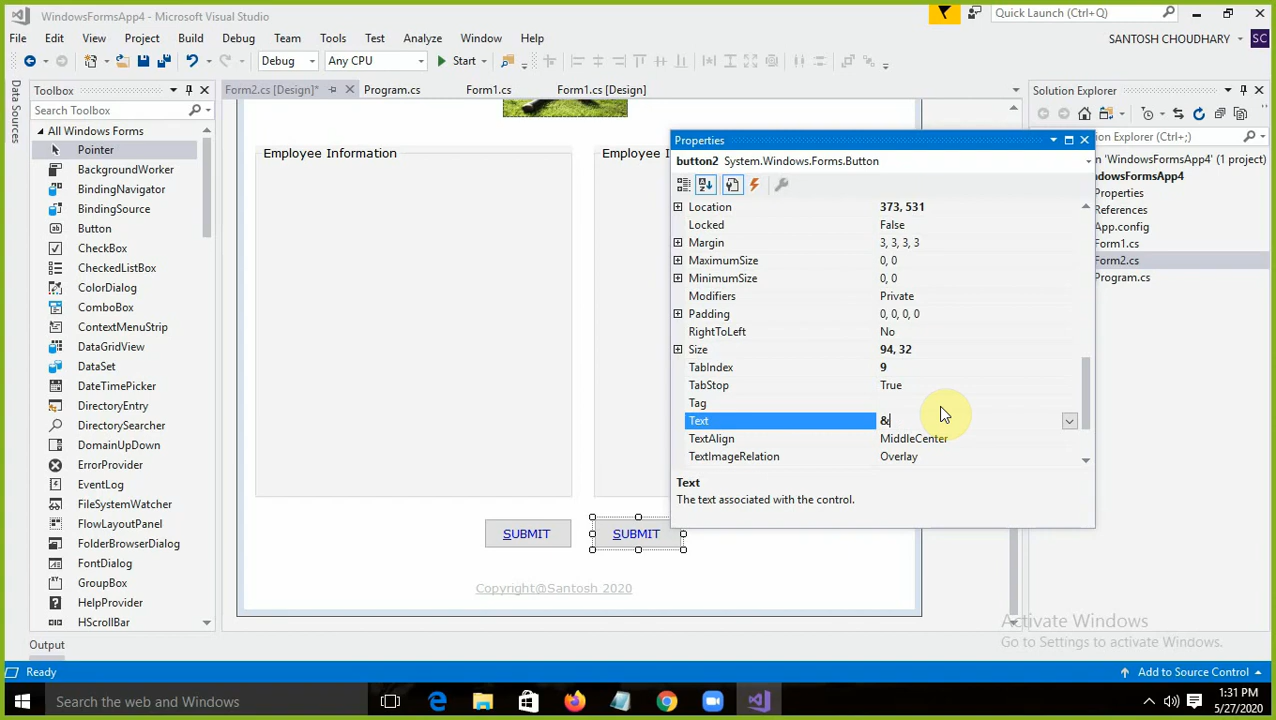 WindowsFormsApp4 - Microsoft Visual Studio
Quick Launch (Ctrl+Q)
File Edit View Project Build Debug Team Tools Test Analyze Window Help
SANTOSH CHOUDHARY SC
Debug Any CPU Start
Data Sources
Toolbox
Search Toolbox
All Windows Forms
Pointer
BackgroundWorker
BindingNavigator
BindingSource
Button
CheckBox
CheckedListBox
ColorDialog
ComboBox
ContextMenuStrip
DataGridView
DataSet
DateTimePicker
DirectoryEntry
DirectorySearcher
DomainUpDown
ErrorProvider
EventLog
FileSystemWatcher
FlowLayoutPanel
FolderBrowserDialog
FontDialog
GroupBox
HelpProvider
HScrollBar
Form2.cs [Design]* Program.cs Form1.cs Form1.cs [Design]
Employee Information
Employee I
SUBMIT SUBMIT
Copyright@Santosh 2020
Properties
button2 System.Windows.Forms.Button
Location 373, 531
Locked False
Margin 3, 3, 3, 3
MaximumSize 0, 0
MinimumSize 0, 0
Modifiers Private
Padding 0, 0, 0, 0
RightToLeft No
Size 94, 32
TabIndex 9
TabStop True
Tag
Text &
TextAlign MiddleCenter
TextImageRelation Overlay
Text
The text associated with the control.
Solution Explorer
Explorer (Ctrl+;)
'WindowsFormsApp4' (1 project)
ndowsFormsApp4
Properties
References
App.config
Form1.cs
Form2.cs
Program.cs
Activate Windows
Go to Settings to activate Windows.
Output
Ready
Add to Source Control
Search the web and Windows
1:31 PM
5/27/2020